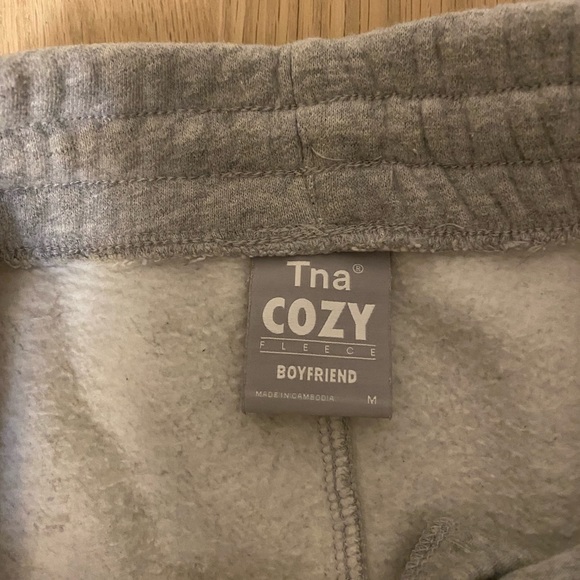 Tna®
COZY
FLEECE
BOYFRIEND
MADE IN CAMBODIA M